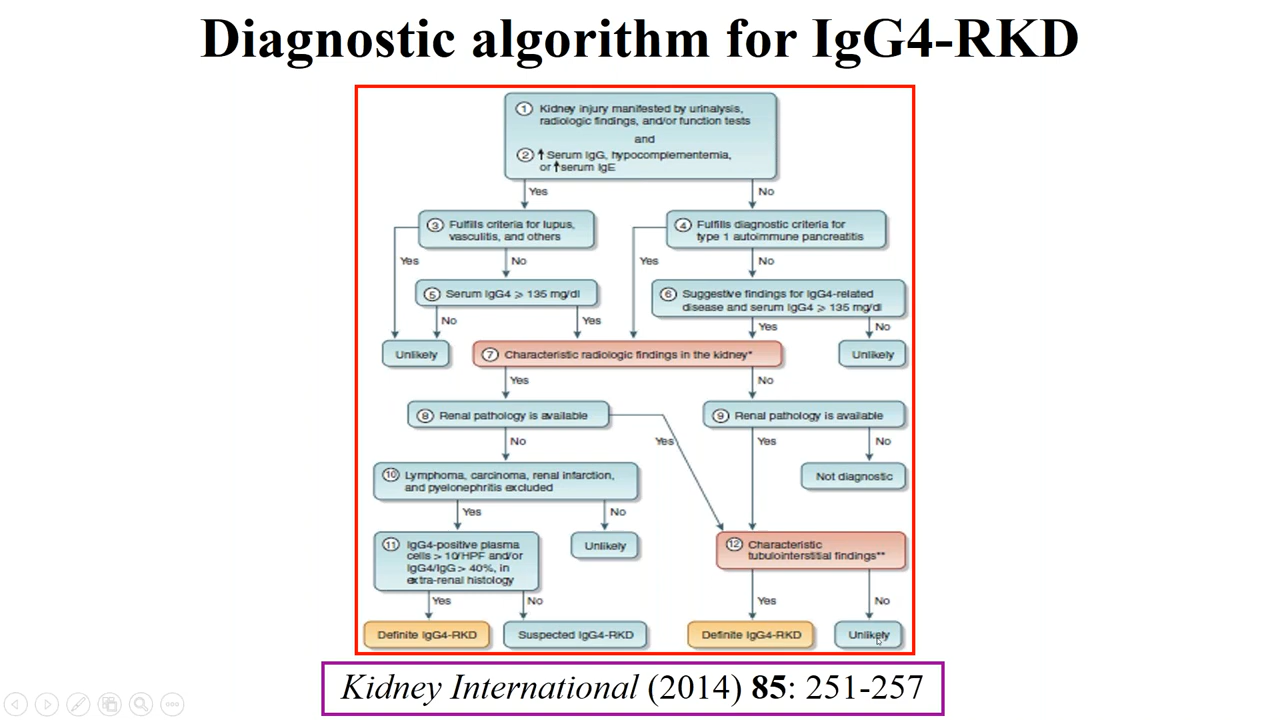 Diagnostic algorithm for IgG4-RKD
1 Kidney injury manifested by urinalysis,
radiologic findings, and/or function tests
and
2 ↑ Serum IgG, hypocomplementemia,
or ↑serum IgE
Yes
No
3 Fulfills criteria for lupus,
vasculitis, and others
4 Fulfills diagnostic criteria for
type 1 autoimmune pancreatitis
Yes
No
Yes
No
5 Serum IgG4 ⩾ 135 mg/dl
6 Suggestive findings for IgG4-related
disease and serum IgG4 ⩾ 135 mg/dl
No
Yes
Yes
No
Unlikely
7 Characteristic radiologic findings in the kidney*
Unlikely
Yes
No
8 Renal pathology is available
9 Renal pathology is available
No
Yes
Yes
No
10 Lymphoma, carcinoma, renal infarction,
and pyelonephritis excluded
Not diagnostic
Yes
No
11 IgG4-positive plasma
cells > 10/HPF and/or
IgG4/IgG > 40%, in
extra-renal histology
Unlikely
12 Characteristic
tubulointerstitial findings**
Yes
No
Yes
No
Definite IgG4-RKD
Suspected IgG4-RKD
Definite IgG4-RKD
Unlikely
Kidney International (2014) 85: 251-257